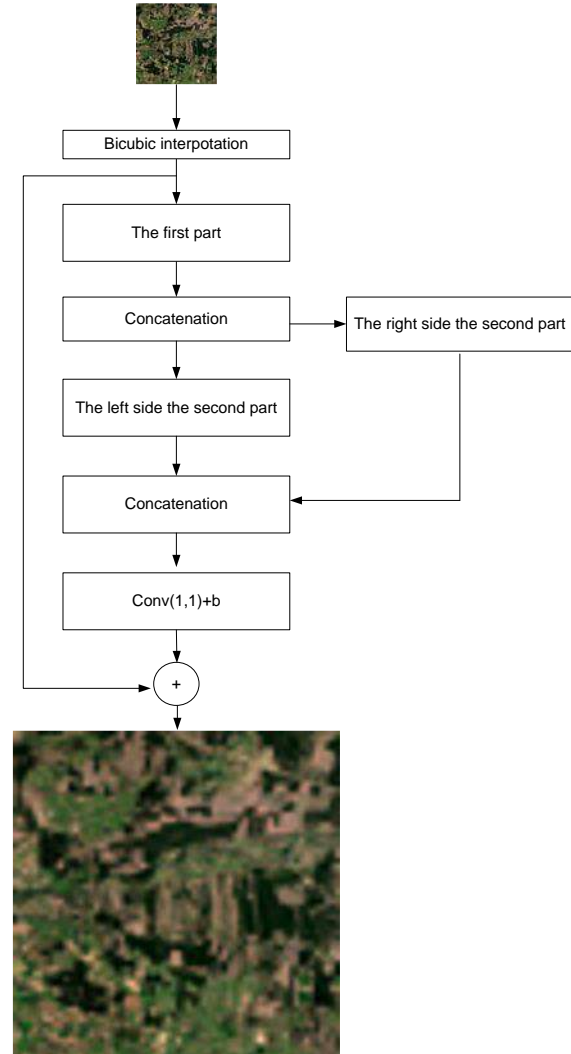 Bicubic interpotation
The first part
Concatenation
The right side the second part
The left side the second part
Concatenation
Conv(1,1)+b
+